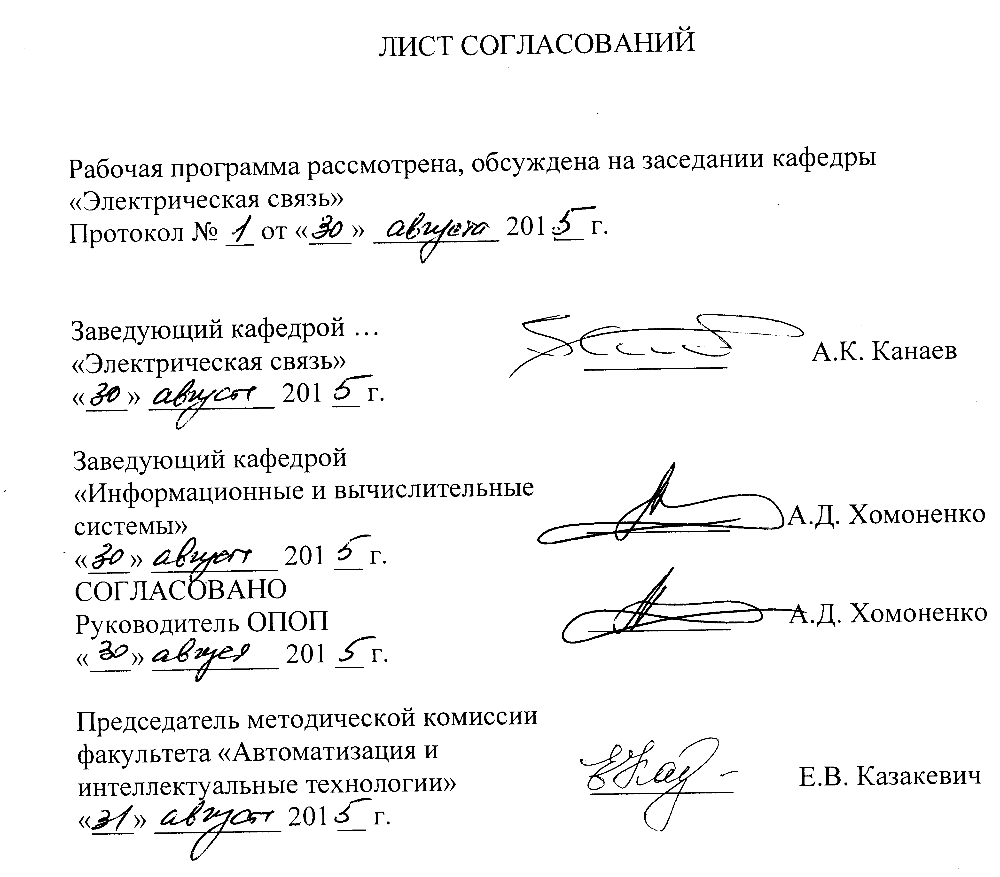 ЛИСТ СОГЛАСОВАНИЙ
Рабочая программа рассмотрена, обсуждена на заседании кафедры
«Электрическая связь»
Протокол № 1 от «30» августа 2015 г.
Заведующий кафедрой …
«Электрическая связь» А.К. Канаев
«30» август 2015 г.
Заведующий кафедрой
«Информационные и вычислительные
системы» А.Д. Хомоненко
«30» август 2015 г.
СОГЛАСОВАНО
Руководитель ОПОП А.Д. Хомоненко
«30» августа 2015 г.
Председатель методической комиссии
факультета «Автоматизация и
интеллектуальные технологии» Е.В. Казакевич
«31» август 2015 г.